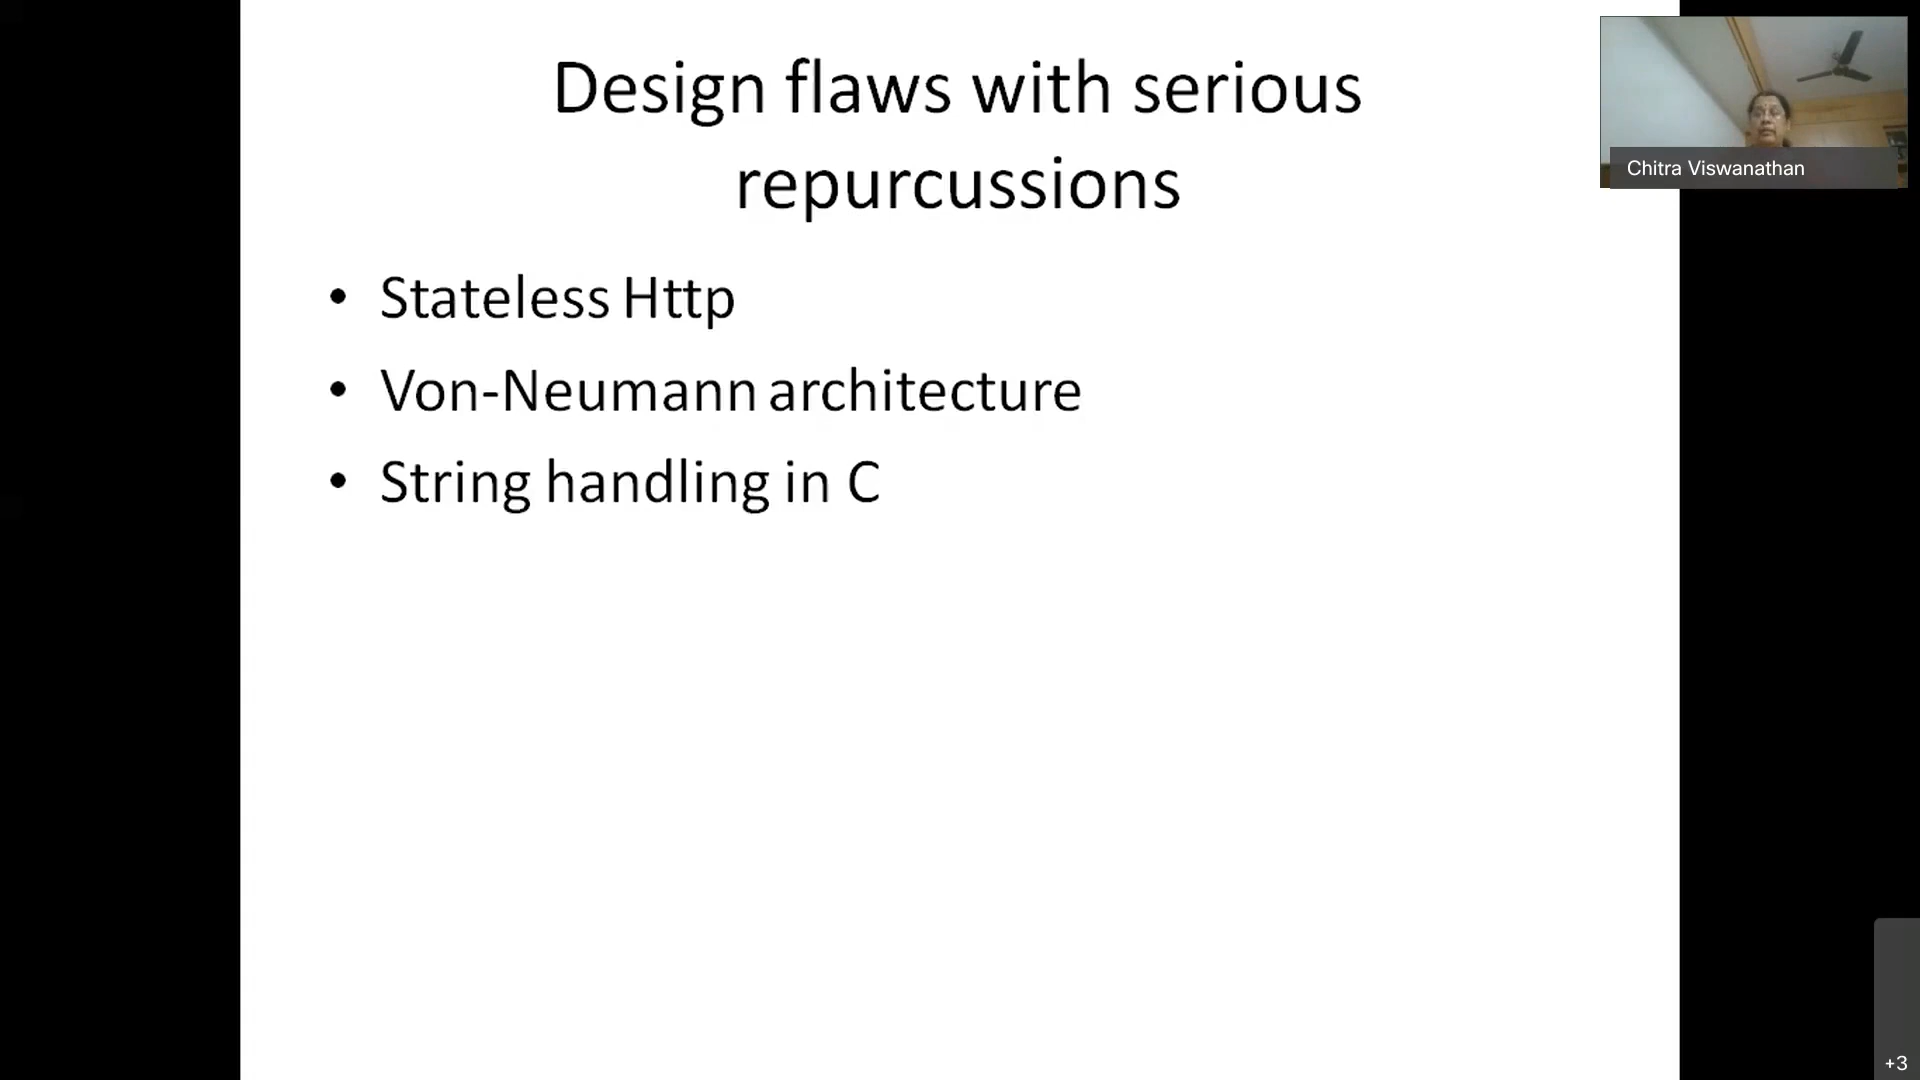 Design flaws with serious
repurcussions
• Stateless Http
• Von-Neumann architecture
• String handling in C
Chitra Viswanathan
+3